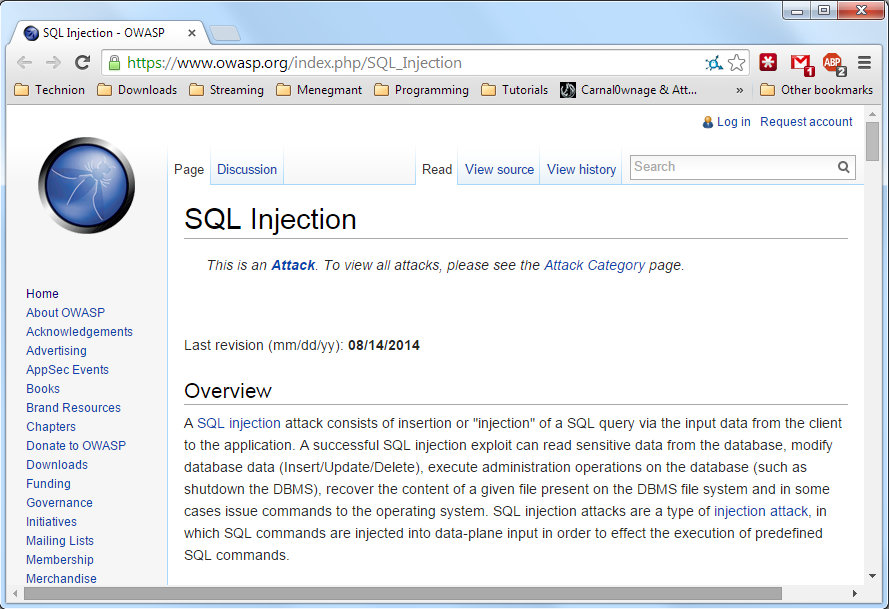 SQL Injection - OWASP
https://www.owasp.org/index.php/SQL_Injection
1
ABP
2
Technion
Downloads
Streaming
Menegmant
Programming
Tutorials
Carnal0wnage & Att...
»
Other bookmarks
Log in
Request account
Page
Discussion
Read
View source
View history
Search
SQL Injection
This is an Attack. To view all attacks, please see the Attack Category page.
Last revision (mm/dd/yy): 08/14/2014
Overview
A SQL injection attack consists of insertion or "injection" of a SQL query via the input data from the client
to the application. A successful SQL injection exploit can read sensitive data from the database, modify
database data (Insert/Update/Delete), execute administration operations on the database (such as
shutdown the DBMS), recover the content of a given file present on the DBMS file system and in some
cases issue commands to the operating system. SQL injection attacks are a type of injection attack, in
which SQL commands are injected into data-plane input in order to effect the execution of predefined
SQL commands.
Home
About OWASP
Acknowledgements
Advertising
AppSec Events
Books
Brand Resources
Chapters
Donate to OWASP
Downloads
Funding
Governance
Initiatives
Mailing Lists
Membership
Merchandise